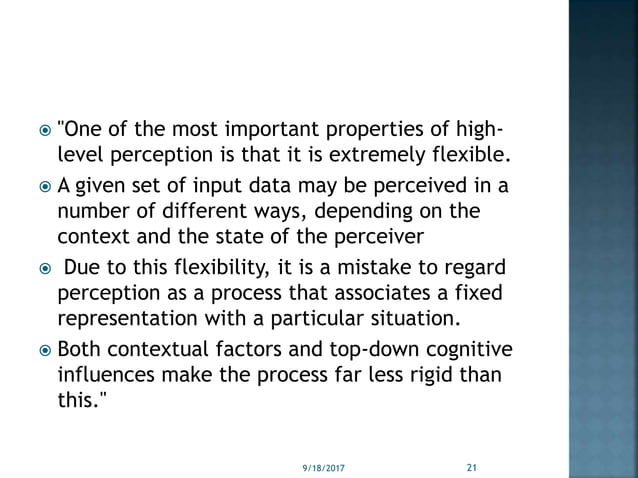 "One of the most important properties of high-
level perception is that it is extremely flexible.
A given set of input data may be perceived in a
number of different ways, depending on the
context and the state of the perceiver
Due to this flexibility, it is a mistake to regard
perception as a process that associates a fixed
representation with a particular situation.
Both contextual factors and top-down cognitive
influences make the process far less rigid than
this."
9/18/2017 21